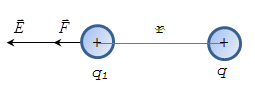 E⃗ F⃗ + r +
q₁ q